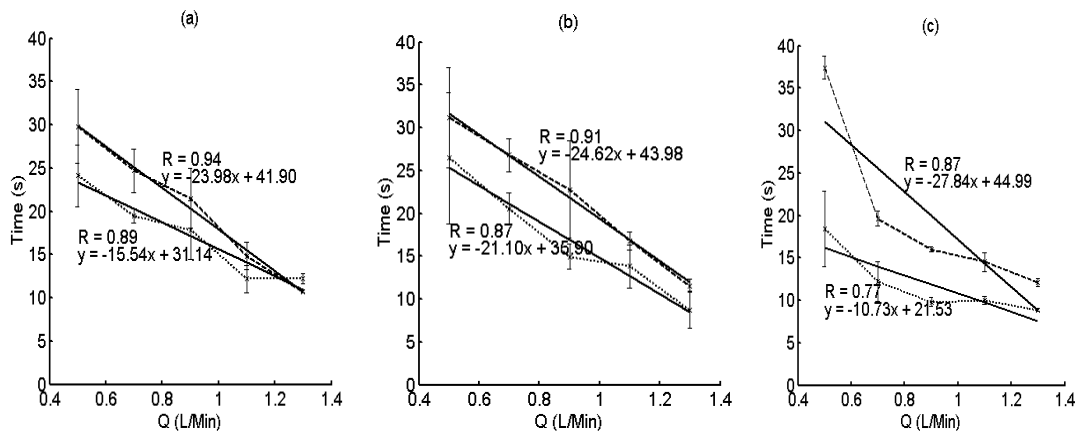 (a)
40
35
30
25
20
15
10
5
0
0.4 0.6 0.8 1 1.2 1.4
Time (s)
Q (L/Min)
R = 0.94
y = -23.98x + 41.90
R = 0.89
y = -15.54x + 31.14
(b)
40
35
30
25
20
15
10
5
0
0.4 0.6 0.8 1 1.2 1.4
Time (s)
Q (L/Min)
R = 0.91
y = -24.62x + 43.98
R = 0.87
y = -21.10x + 35.90
(c)
40
35
30
25
20
15
10
5
0
0.4 0.6 0.8 1 1.2 1.4
Time (s)
Q (L/Min)
R = 0.87
y = -27.84x + 44.99
R = 0.77
y = -10.73x + 21.53